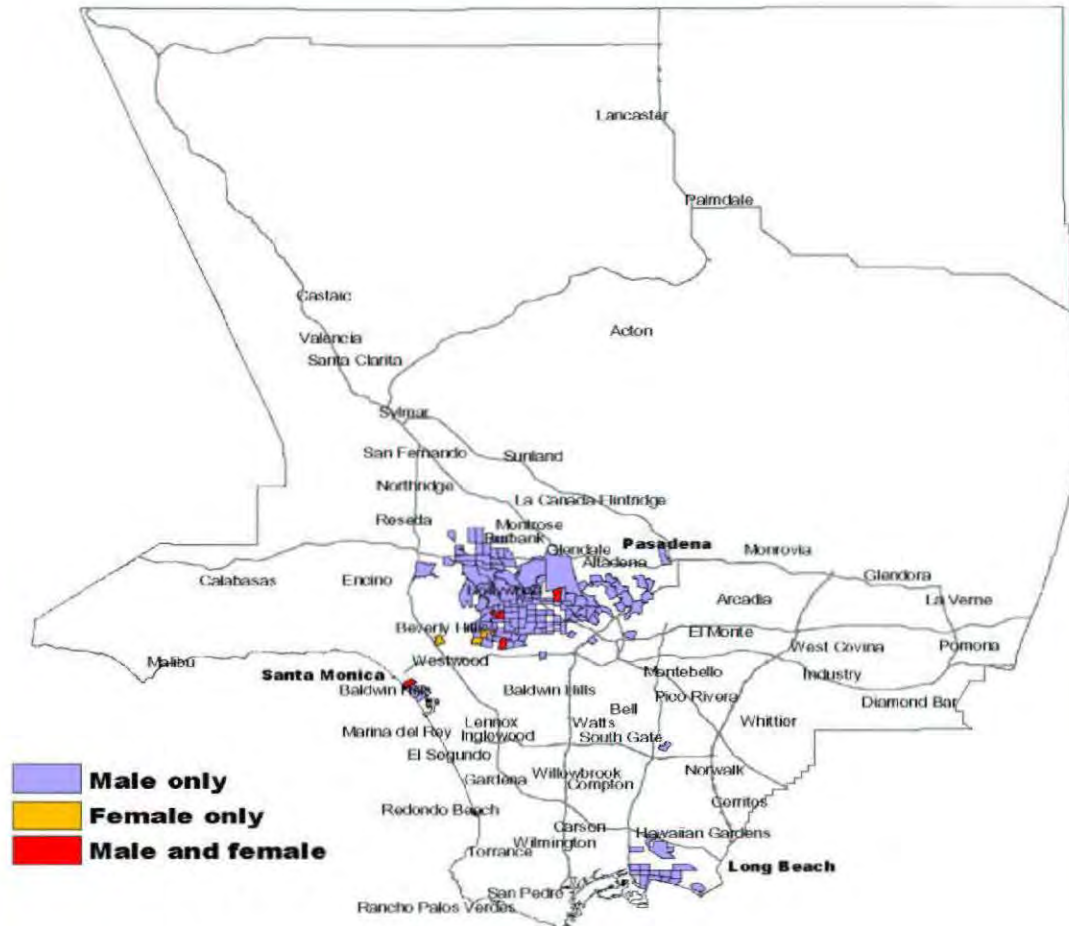 Lancaster
Palmdale
Castaic
Valencia
Acton
Santa Clarita
Sylmar
San Fernando
Sunland
Northridge
La Canada Flintridge
Reseda
Montrose
Burbank
Pasadena
Glendale
Monrovia
Altadena
Calabasas
Encino
Glendora
Hollywood
Arcadia
La Verne
Beverly Hills
El Monte
West Covina
Pomona
Malibu
Westwood
Santa Monica
Montebello
Industry
Baldwin Hills
Baldwin Hills
Pico Rivera
Diamond Bar
Bell
Marina del Rey
Lennox
Watts
Whittier
Inglewood
South Gate
El Segundo
Male only
Gardena
Willowbrook
Norwalk
Compton
Female only
Redondo Beach
Cerritos
Carson
Hawaiian Gardens
Male and female
Torrance
Wilmington
Long Beach
San Pedro
Rancho Palos Verdes